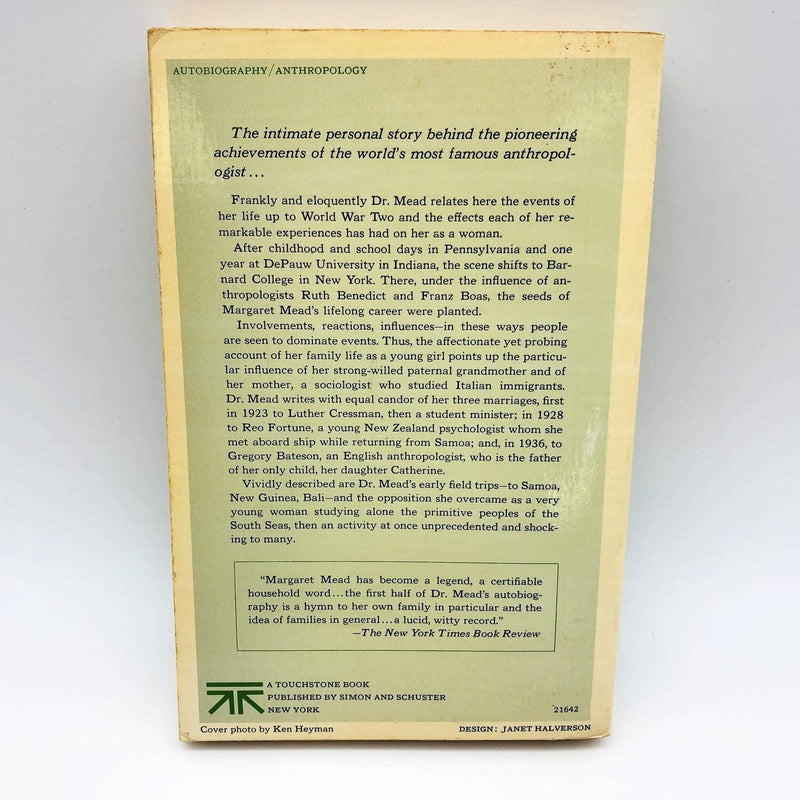 AUTOBIOGRAPHY/ANTHROPOLOGY
The intimate personal story behind the pioneering
achievements of the world's most famous anthropol-
ogist...
Frankly and eloquently Dr. Mead relates here the events of
her life up to World War Two and the effects each of her re-
markable experiences has had on her as a woman.
After childhood and school days in Pennsylvania and one
year at DePauw University in Indiana, the scene shifts to Bar-
nard College in New York. There, under the influence of an-
thropologists Ruth Benedict and Franz Boas, the seeds of
Margaret Mead's lifelong career were planted.
Involvements, reactions, influences—in these ways people
are seen to dominate events. Thus, the affectionate yet probing
account of her family life as a young girl points up the particu-
lar influence of her strong-willed paternal grandmother and of
her mother, a sociologist who studied Italian immigrants.
Dr. Mead writes with equal candor of her three marriages, first
in 1923 to Luther Cressman, then a student minister; in 1928
to Reo Fortune, a young New Zealand psychologist whom she
met aboard ship while returning from Samoa; and, in 1936, to
Gregory Bateson, an English anthropologist, who is the father
of her only child, her daughter Catherine.
Vividly described are Dr. Mead's early field trips—to Samoa,
New Guinea, Bali—and the opposition she overcame as a very
young woman studying alone the primitive peoples of the
South Seas, then an activity at once unprecedented and shock-
ing to many.
"Margaret Mead has become a legend, a certifiable
household word...the first half of Dr. Mead's autobiog-
raphy is a hymn to her own family in particular and the
idea of families in general...a lucid, witty record."
—The New York Times Book Review
A TOUCHSTONE BOOK
PUBLISHED BY SIMON AND SCHUSTER
NEW YORK
21642
Cover photo by Ken Heyman
DESIGN: JANET HALVERSON